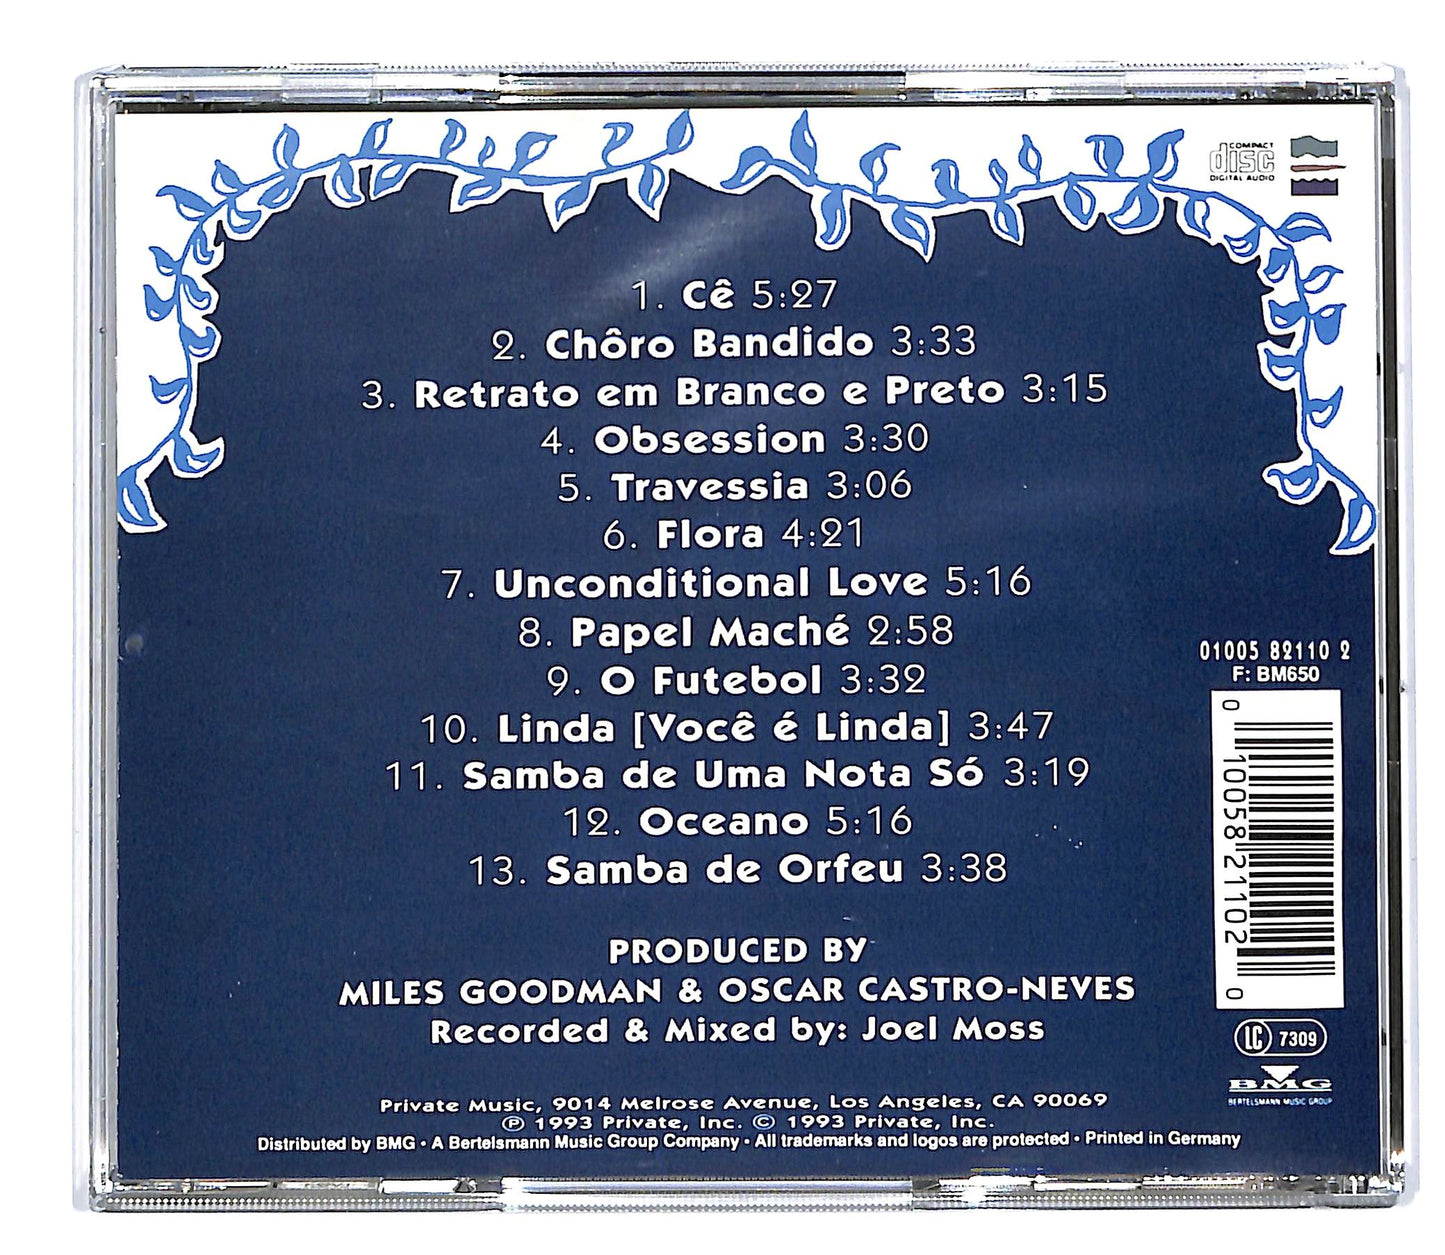 COMPACT
disc
DIGITAL AUDIO
1. Cê 5:27
2. Chôro Bandido 3:33
3. Retrato em Branco e Preto 3:15
4. Obsession 3:30
5. Travessia 3:06
6. Flora 4:21
7. Unconditional Love 5:16
8. Papel Maché 2:58
9. O Futebol 3:32
10. Linda [Você é Linda] 3:47
11. Samba de Uma Nota Só 3:19
12. Oceano 5:16
13. Samba de Orfeu 3:38
01005 82110 2
F: BM650
0 10058 21102 0
PRODUCED BY
MILES GOODMAN & OSCAR CASTRO-NEVES
Recorded & Mixed by: Joel Moss
LC 7309
BMG
BERTELSMANN MUSIC GROUP
Private Music, 9014 Melrose Avenue, Los Angeles, CA 90069
℗ 1993 Private, Inc. © 1993 Private, Inc.
Distributed by BMG • A Bertelsmann Music Group Company • All trademarks and logos are protected • Printed in Germany